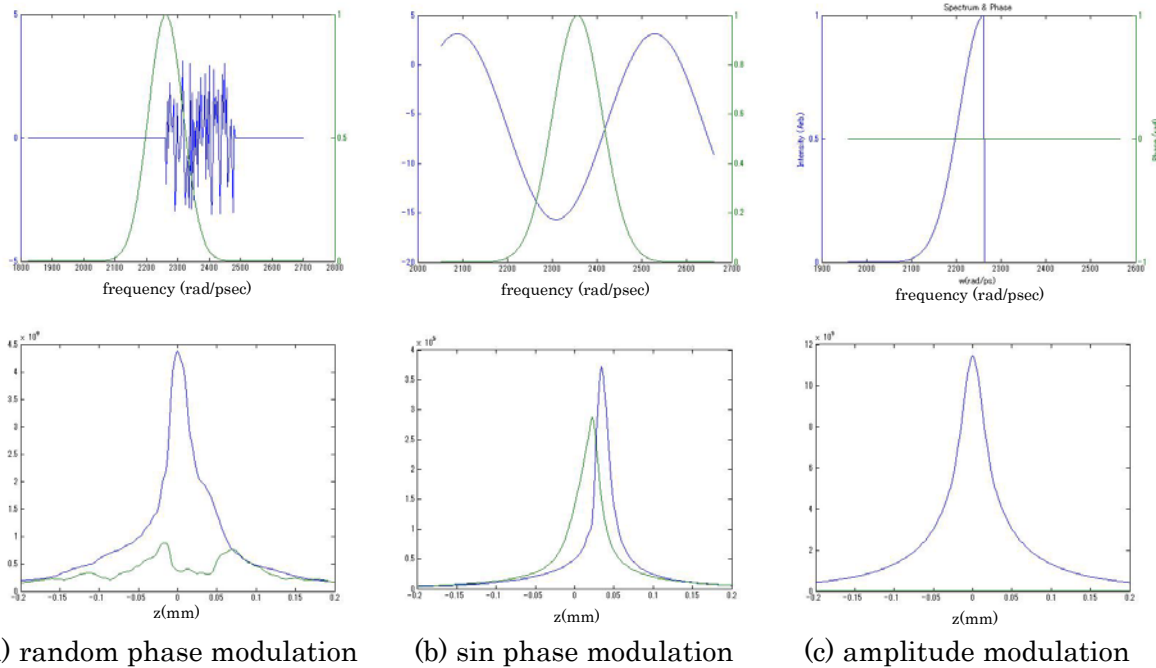 Spectrum & Phase
5
0
-5
1
0.5
0
1800 1900 2000 2100 2200 2300 2400 2500 2600 2700 2800
frequency (rad/psec)
5
0
-5
-10
-15
-20
1
0.8
0.6
0.4
0.2
0
2000 2100 2200 2300 2400 2500 2600 2700
frequency (rad/psec)
Intensity (Arb.)
1
0.5
0
1
0
-1
1900 2000 2100 2200 2300 2400 2500 2600
w(rad/ps)
frequency (rad/psec)
4.5
4
3.5
3
2.5
2
1.5
1
0.5
0
-0.2 -0.15 -0.1 -0.05 0 0.05 0.1 0.15 0.2
z(mm)
4
3.5
3
2.5
2
1.5
1
0.5
0
-0.2 -0.15 -0.1 -0.05 0 0.05 0.1 0.15 0.2
z(mm)
× 10⁹
12
10
8
6
4
2
0
-0.2 -0.15 -0.1 -0.05 0 0.05 0.1 0.15 0.2
z(mm)
) random phase modulation
(b) sin phase modulation
(c) amplitude modulation